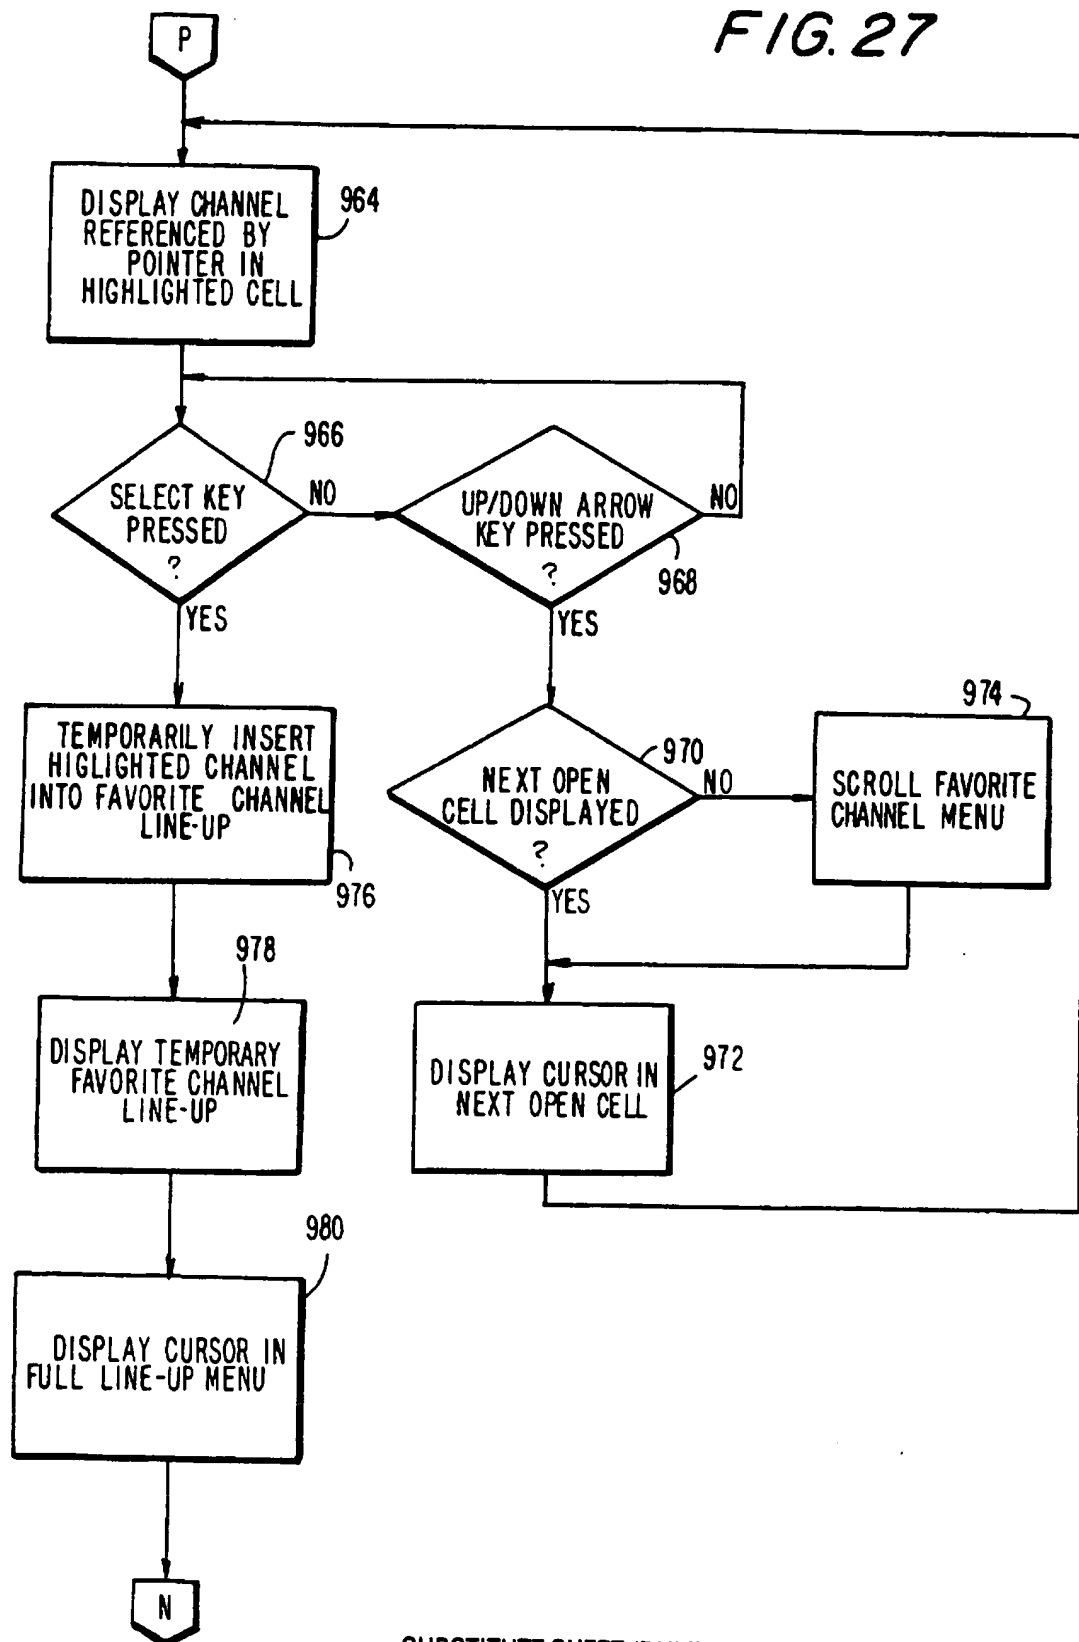 FIG. 27
P
DISPLAY CHANNEL
REFERENCED BY
POINTER IN
HIGHLIGHTED CELL
964
SELECT KEY
PRESSED
?
966
NO
YES
UP/DOWN ARROW
KEY PRESSED
?
968
NO
YES
TEMPORARILY INSERT
HIGLIGHTED CHANNEL
INTO FAVORITE CHANNEL
LINE-UP
976
NEXT OPEN
CELL DISPLAYED
?
970
NO
YES
974
SCROLL FAVORITE
CHANNEL MENU
978
DISPLAY TEMPORARY
FAVORITE CHANNEL
LINE-UP
DISPLAY CURSOR IN
NEXT OPEN CELL
972
980
DISPLAY CURSOR IN
FULL LINE-UP MENU
N